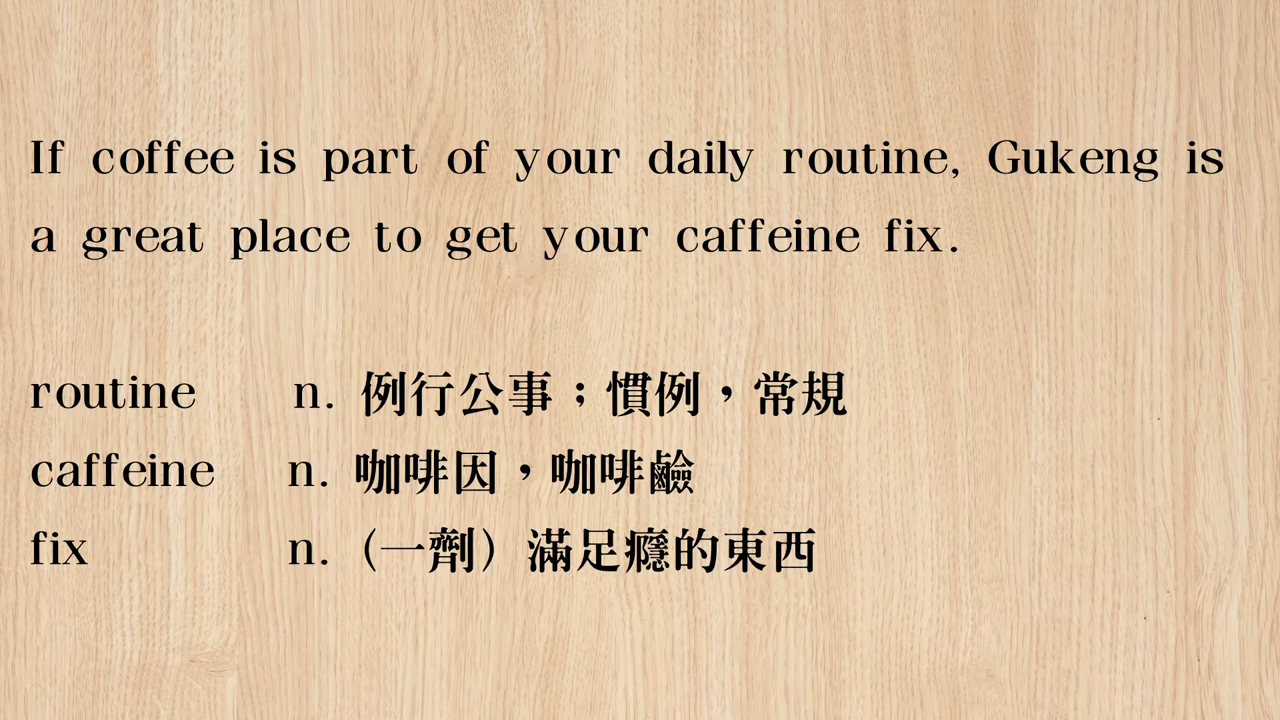 If coffee is part of your daily routine, Gukeng is
a great place to get your caffeine fix.
routine n. 例行公事；慣例，常規
caffeine n. 咖啡因，咖啡鹼
fix n.（一劑）滿足癮的東西